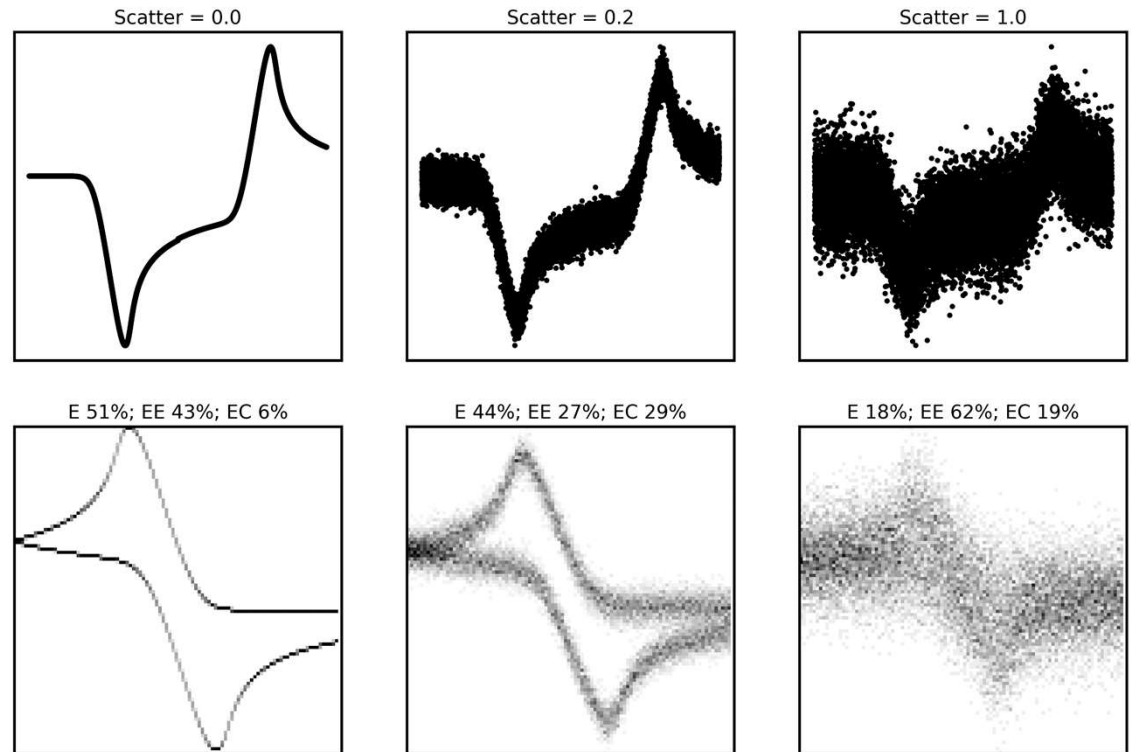 Scatter = 0.0
Scatter = 0.2
Scatter = 1.0
E 51%; EE 43%; EC 6%
E 44%; EE 27%; EC 29%
E 18%; EE 62%; EC 19%